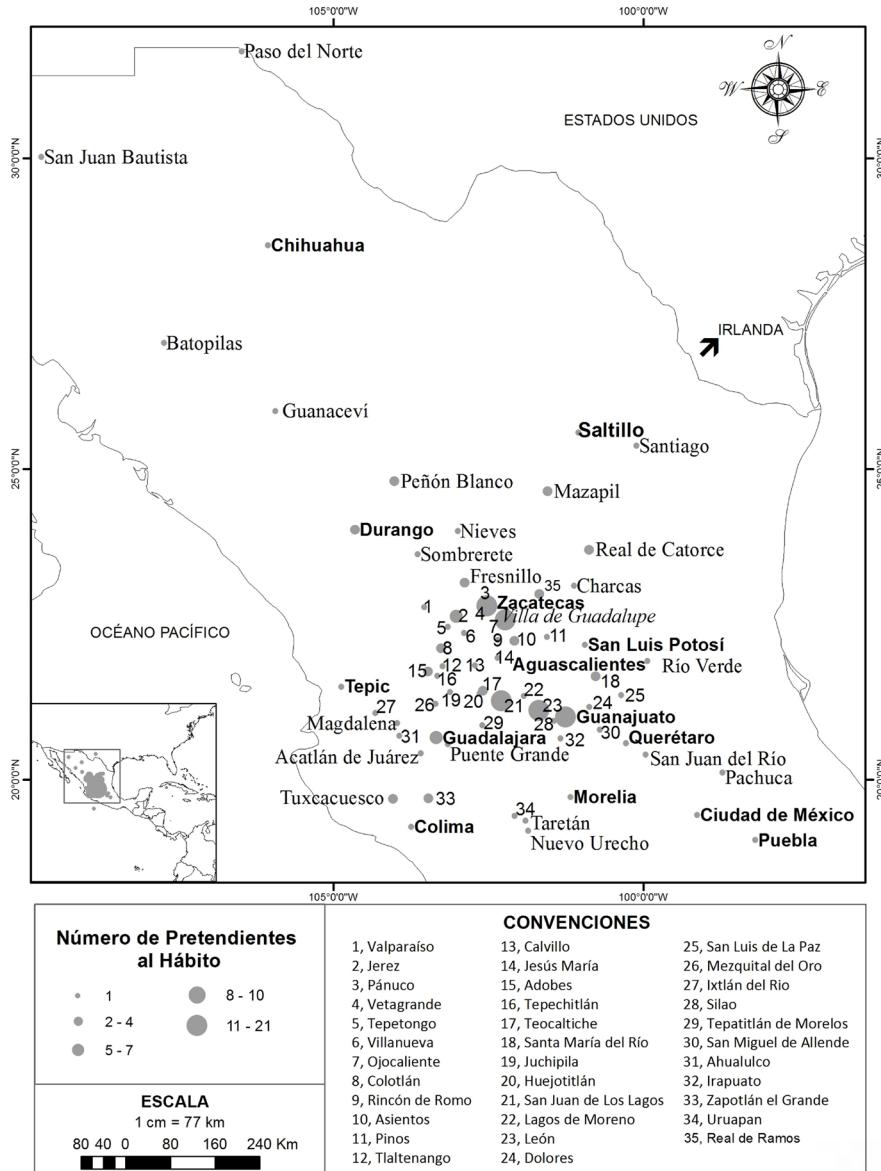 105°0'0"W 100°0'0"W
N
W E
S
Paso del Norte
ESTADOS UNIDOS
30°0'0"N
30°0'0"N
San Juan Bautista
Chihuahua
IRLANDA
Batopilas
Guanaceví
Saltillo
Santiago
25°0'0"N
25°0'0"N
Peñón Blanco
Mazapil
Durango
Nieves
Real de Catorce
Sombrerete
Fresnillo
35
Charcas
3
Zacatecas
1
2
4
Villa de Guadalupe
5
6
7
OCÉANO PACÍFICO
8
9
10
11
San Luis Potosí
14
Aguascalientes
Río Verde
12
13
15
16
18
17
Tepic
22
25
19
20
21
23
24
26
27
Guanajuato
Magdalena
28
29
30
31
Guadalajara
32
Querétaro
Acatlán de Juárez
Puente Grande
San Juan del Río
Pachuca
20°0'0"N
20°0'0"N
Tuxcacuesco
33
Morelia
34
Ciudad de México
Colima
Taretán
Nuevo Urecho
Puebla
105°0'0"W 100°0'0"W
Número de Pretendientes
al Hábito
1
2 - 4
5 - 7
8 - 10
11 - 21
ESCALA
1 cm = 77 km
80 40 0 80 160 240 Km
CONVENCIONES
1, Valparaíso
2, Jerez
3, Pánuco
4, Vetagrande
5, Tepetongo
6, Villanueva
7, Ojocaliente
8, Colotlán
9, Rincón de Romo
10, Asientos
11, Pinos
12, Tlaltenango
13, Calvillo
14, Jesús María
15, Adobes
16, Tepechitlán
17, Teocaltiche
18, Santa María del Río
19, Juchipila
20, Huejotitlán
21, San Juan de Los Lagos
22, Lagos de Moreno
23, León
24, Dolores
25, San Luis de La Paz
26, Mezquital del Oro
27, Ixtlán del Rio
28, Silao
29, Tepatitlán de Morelos
30, San Miguel de Allende
31, Ahualulco
32, Irapuato
33, Zapotlán el Grande
34, Uruapan
35, Real de Ramos